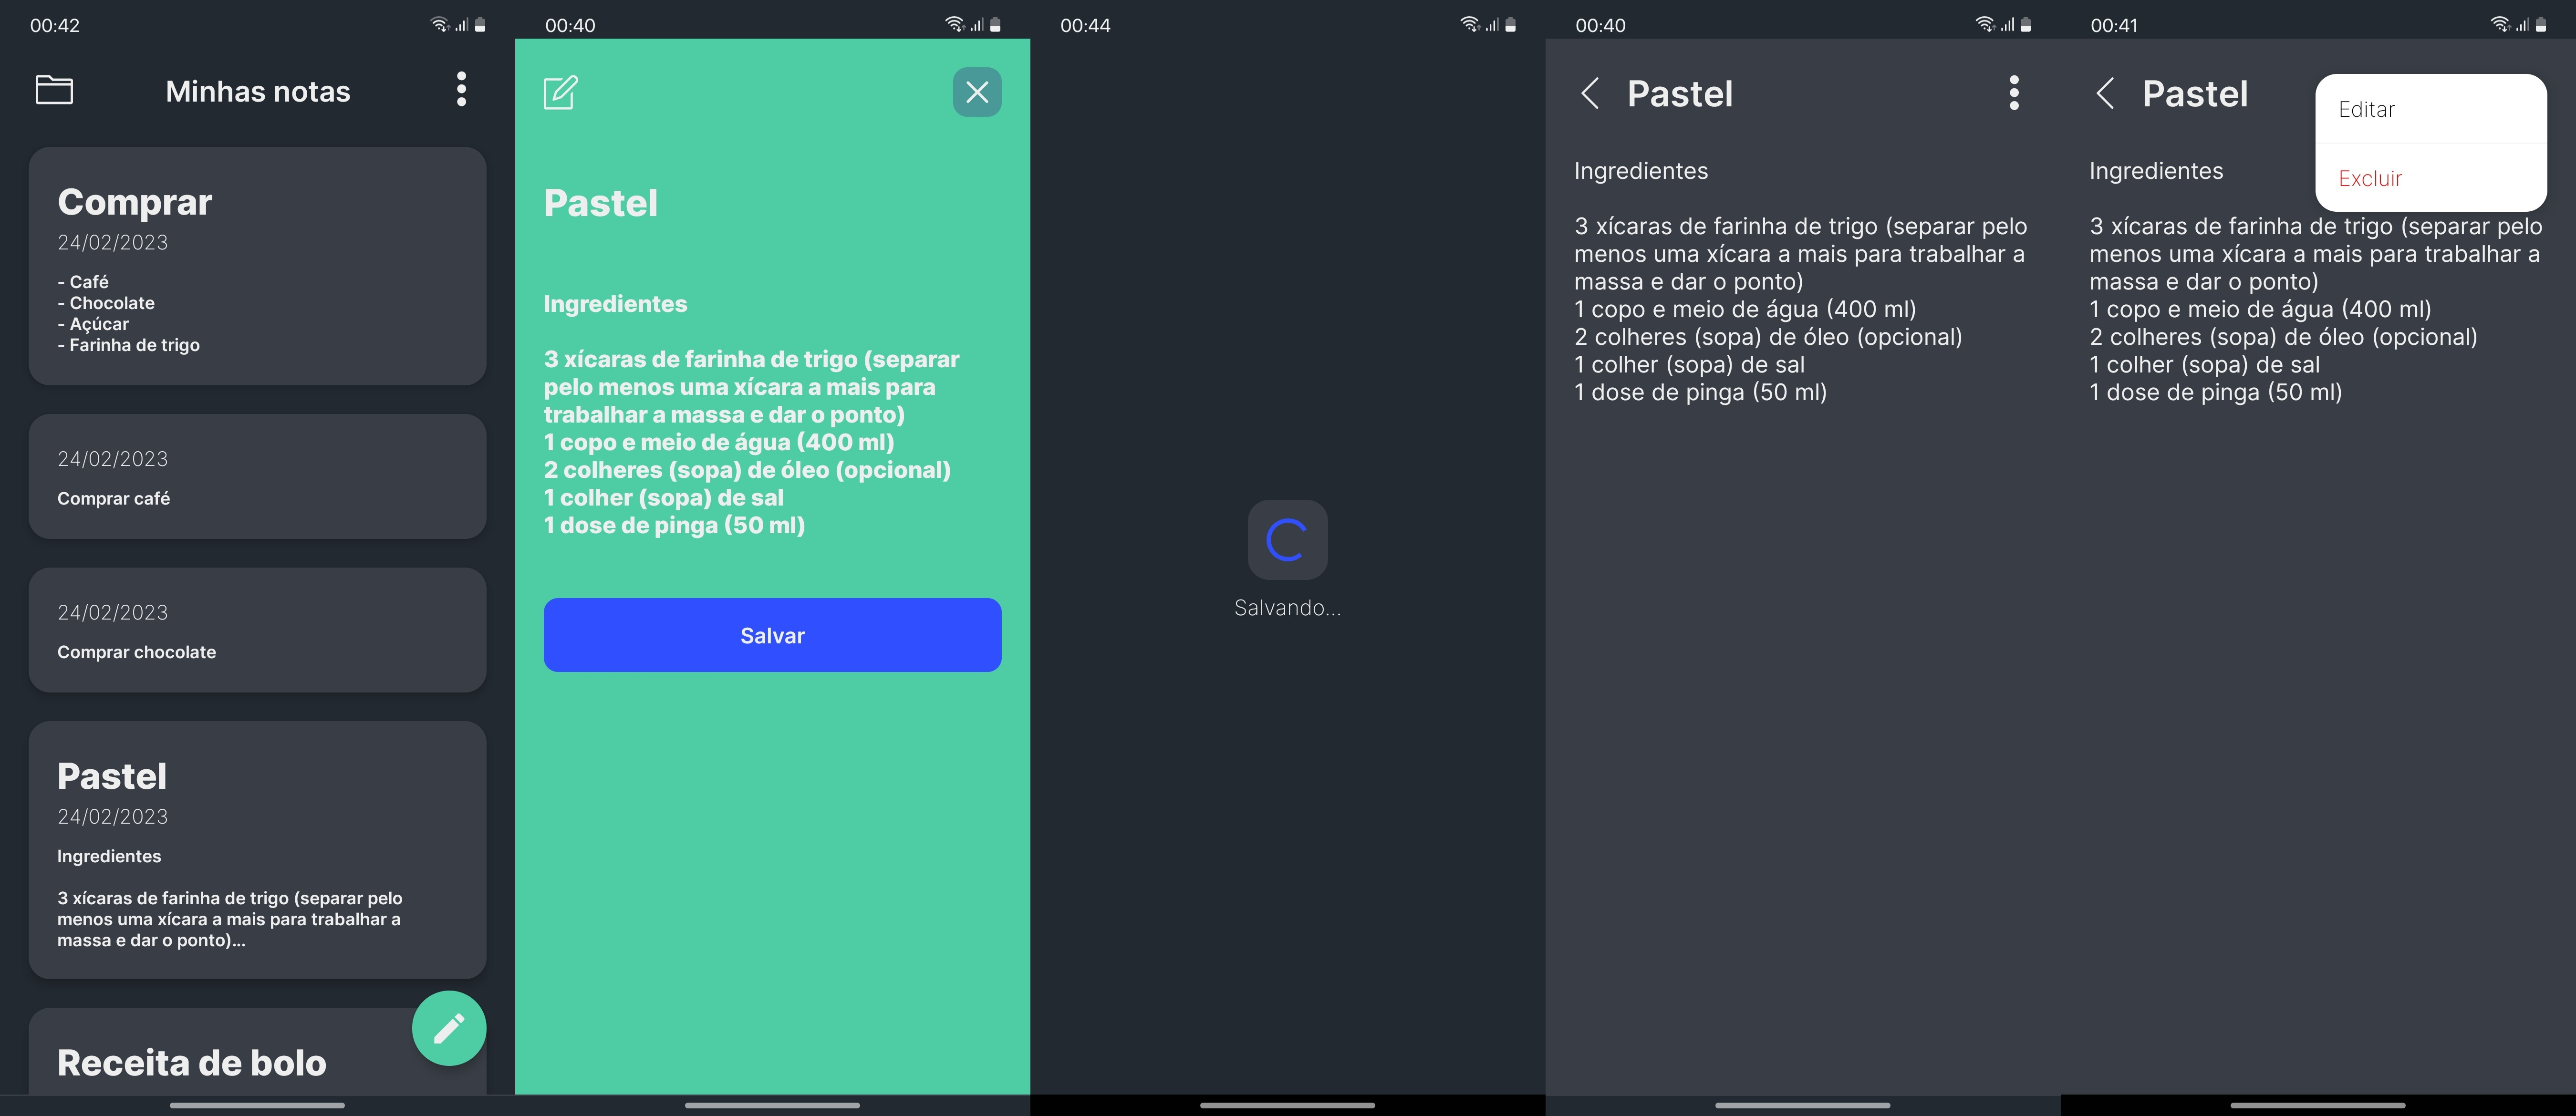 00:42
Minhas notas
Comprar
24/02/2023
- Café
- Chocolate
- Açúcar
- Farinha de trigo
24/02/2023
Comprar café
24/02/2023
Comprar chocolate
Pastel
24/02/2023
Ingredientes
3 xícaras de farinha de trigo (separar pelo
menos uma xícara a mais para trabalhar a
massa e dar o ponto)...
Receita de bolo
00:40
Pastel
Ingredientes
3 xícaras de farinha de trigo (separar
pelo menos uma xícara a mais para
trabalhar a massa e dar o ponto)
1 copo e meio de água (400 ml)
2 colheres (sopa) de óleo (opcional)
1 colher (sopa) de sal
1 dose de pinga (50 ml)
Salvar
00:44
Salvando...
00:40
Pastel
Ingredientes
3 xícaras de farinha de trigo (separar pelo
menos uma xícara a mais para trabalhar a
massa e dar o ponto)
1 copo e meio de água (400 ml)
2 colheres (sopa) de óleo (opcional)
1 colher (sopa) de sal
1 dose de pinga (50 ml)
00:41
Pastel
Editar
Excluir
Ingredientes
3 xícaras de farinha de trigo (separar pelo
menos uma xícara a mais para trabalhar a
massa e dar o ponto)
1 copo e meio de água (400 ml)
2 colheres (sopa) de óleo (opcional)
1 colher (sopa) de sal
1 dose de pinga (50 ml)